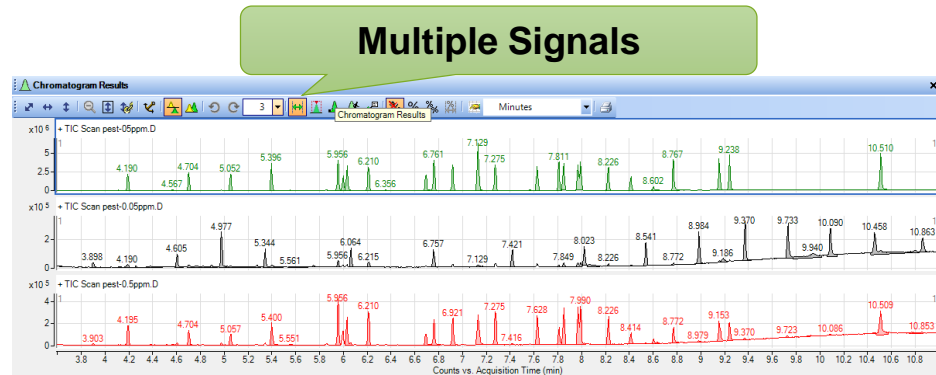 Multiple Signals
Chromatogram Results
3
Minutes
Chromatogram Results
x10 6
+ TIC Scan pest-05ppm.D
1
1
5-
2.5-
0-
4.190 4.567 4.704 5.052 5.396 5.956 6.210 6.356 6.761 7.129 7.275 7.811 8.226 8.602 8.767 9.238 10.510
x10 5
+ TIC Scan pest-0.05ppm.D
1
1
2-
0-
3.898 4.190 4.605 4.977 5.344 5.561 5.956 6.064 6.215 6.757 7.129 7.421 7.849 8.023 8.226 8.541 8.772 8.984 9.186 9.370 9.733 9.940 10.090 10.458 10.863
x10 5
+ TIC Scan pest-0.5ppm.D
1
1
4-
2-
0-
3.903 4.195 4.704 5.057 5.400 5.551 5.956 6.210 6.921 7.275 7.416 7.628 7.990 8.226 8.414 8.772 8.979 9.153 9.370 9.723 10.086 10.509 10.853
3.8 4 4.2 4.4 4.6 4.8 5 5.2 5.4 5.6 5.8 6 6.2 6.4 6.6 6.8 7 7.2 7.4 7.6 7.8 8 8.2 8.4 8.6 8.8 9 9.2 9.4 9.6 9.8 10 10.2 10.4 10.6 10.8
Counts vs. Acquisition Time (min)